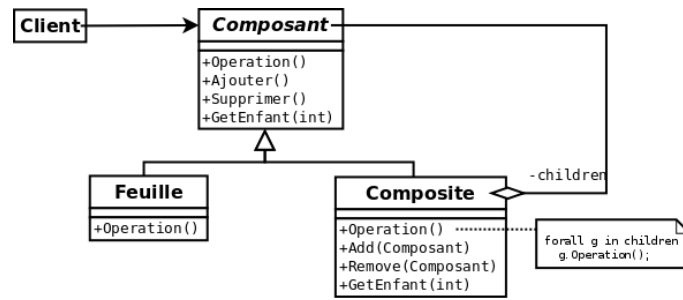 Client
Composant
+Operation()
+Ajouter()
+Supprimer()
+GetEnfant(int)
-children
Feuille
+Operation()
Composite
+Operation()
+Add(Composant)
+Remove(Composant)
+GetEnfant(int)
forall g in children
g.Operation();